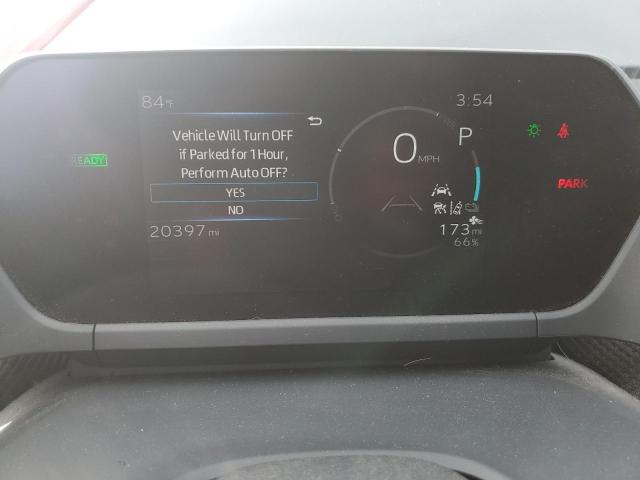 84°F
3:54
Vehicle Will Turn OFF
if Parked for 1 Hour,
Perform Auto OFF?
YES
NO
READY
0 MPH
P
PARK
20397 mi
173 mi
66%